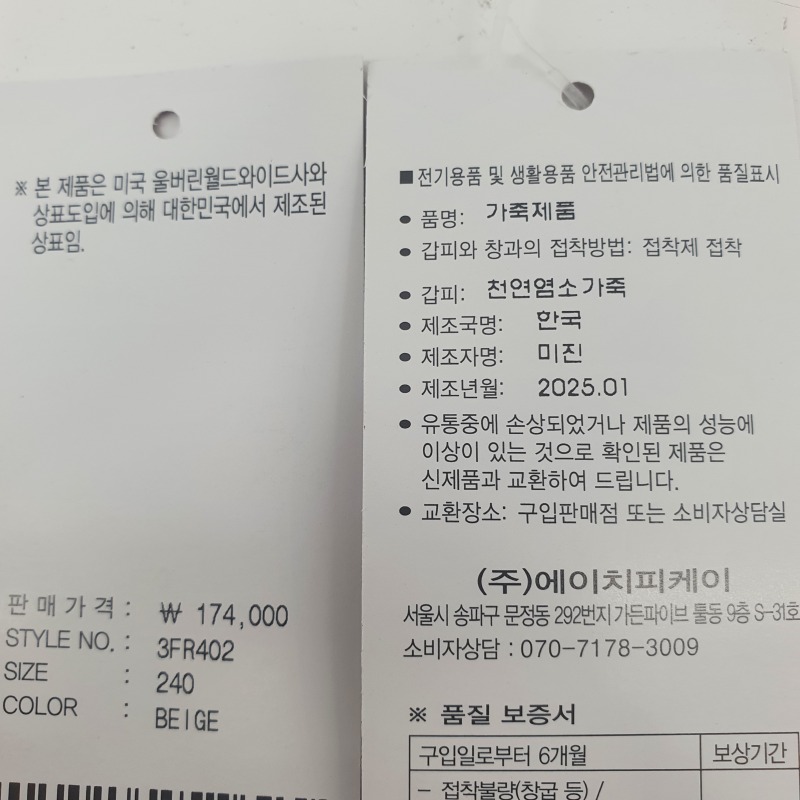 ※ 본 제품은 미국 울버린월드와이드사와
상표도입에 의해 대한민국에서 제조된
상표임.
판매가격 : ₩ 174,000
STYLE NO. : 3FR402
SIZE : 240
COLOR : BEIGE
■ 전기용품 및 생활용품 안전관리법에 의한 품질표시
● 품명: 가죽제품
● 갑피와 창과의 접착방법: 접착제 접착
● 갑피: 천연염소가죽
● 제조국명: 한국
● 제조자명: 미진
● 제조년월: 2025.01
● 유통중에 손상되었거나 제품의 성능에
이상이 있는 것으로 확인된 제품은
신제품과 교환하여 드립니다.
● 교환장소: 구입판매점 또는 소비자상담실
(주)에이치피케이
서울시 송파구 문정동 292번지 가든파이브 툴동 9층 S-31호
소비자상담 : 070-7178-3009
※ 품질 보증서
구입일로부터 6개월 보상기간
- 접착불량(창굽 등) /